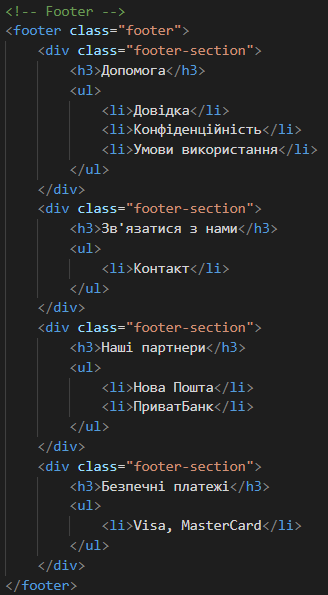 <!-- Footer -->
<footer class="footer">
    <div class="footer-section">
        <h3>Допомога</h3>
        <ul>
            <li>Довідка</li>
            <li>Конфіденційність</li>
            <li>Умови використання</li>
        </ul>
    </div>
    <div class="footer-section">
        <h3>Зв'язатися з нами</h3>
        <ul>
            <li>Контакт</li>
        </ul>
    </div>
    <div class="footer-section">
        <h3>Наші партнери</h3>
        <ul>
            <li>Нова Пошта</li>
            <li>ПриватБанк</li>
        </ul>
    </div>
    <div class="footer-section">
        <h3>Безпечні платежі</h3>
        <ul>
            <li>Visa, MasterCard</li>
        </ul>
    </div>
</footer>